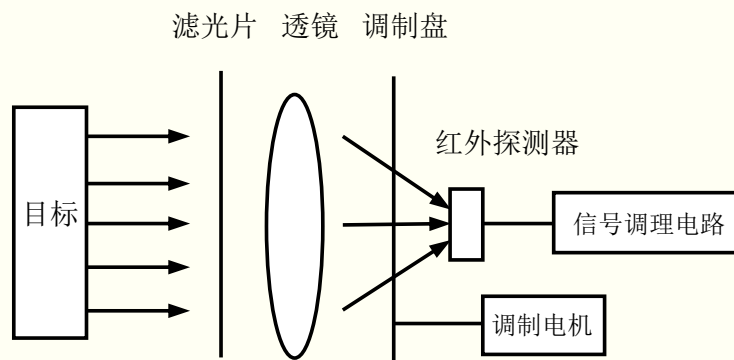 滤光片 透镜 调制盘
红外探测器
目标
信号调理电路
调制电机